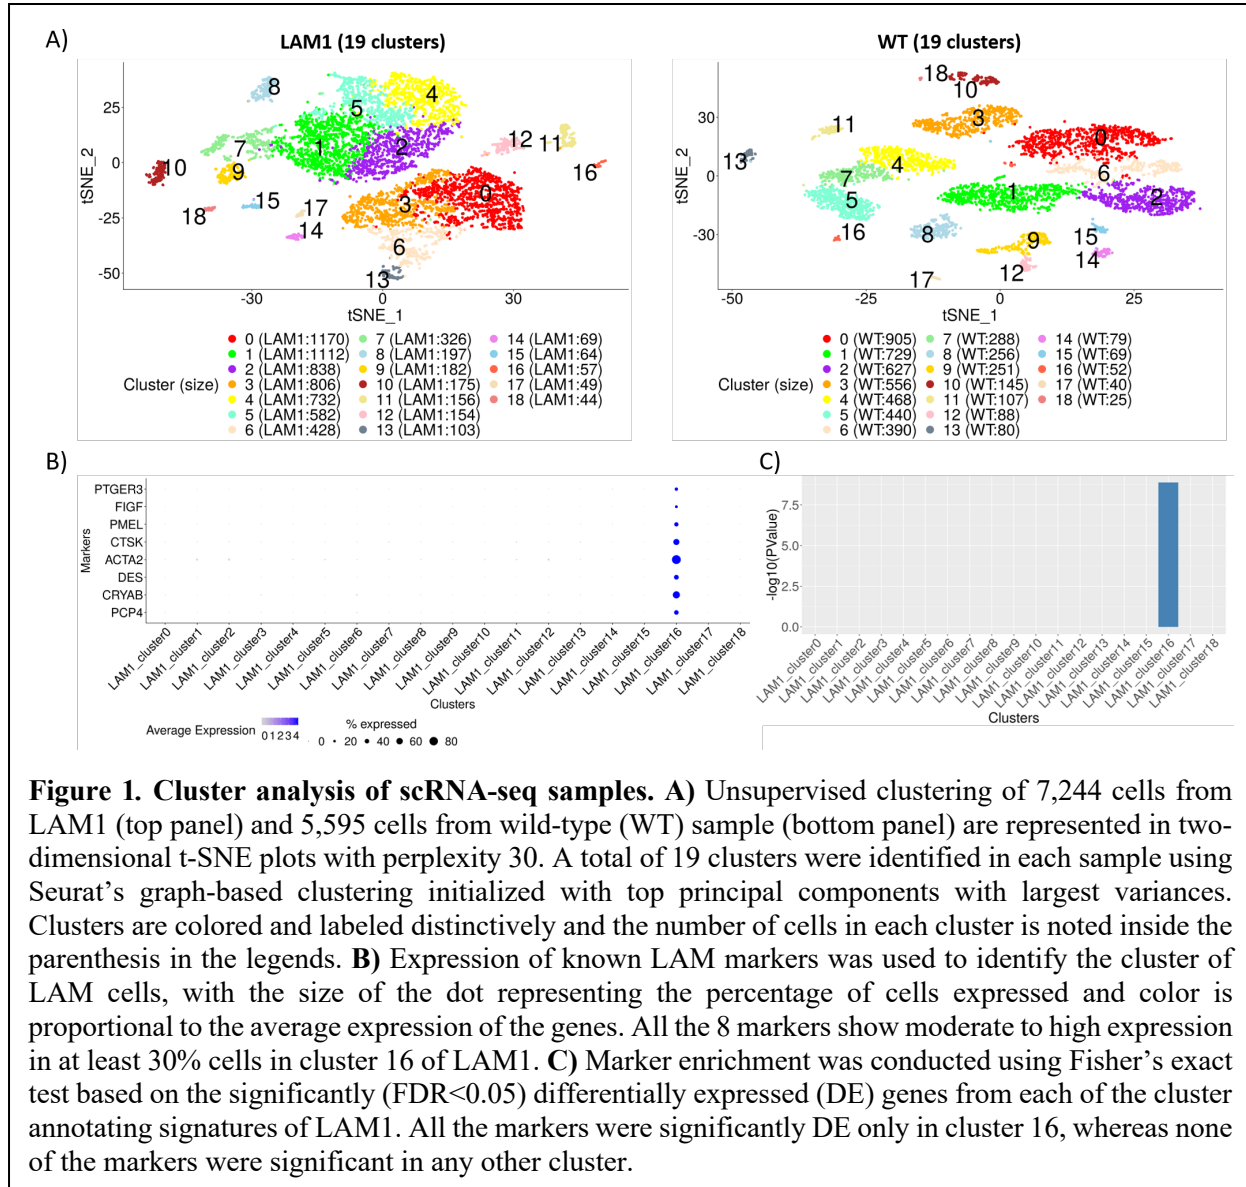 A)
LAM1 (19 clusters)
WT (19 clusters)
tSNE_2
25
0
-25
-50
-30
0
30
tSNE_1
8
4
5
7
1
2
12
11
10
9
16
0
15
17
3
18
14
6
13
tSNE_2
30
0
-30
-50
-25
0
25
tSNE_1
18
10
3
0
11
13
4
6
7
1
2
5
16
8
9
15
14
12
17
Cluster (size)
0 (LAM1:1170)
1 (LAM1:1112)
2 (LAM1:838)
3 (LAM1:806)
4 (LAM1:732)
5 (LAM1:582)
6 (LAM1:428)
7 (LAM1:326)
8 (LAM1:197)
9 (LAM1:182)
10 (LAM1:175)
11 (LAM1:156)
12 (LAM1:154)
13 (LAM1:103)
14 (LAM1:69)
15 (LAM1:64)
16 (LAM1:57)
17 (LAM1:49)
18 (LAM1:44)
Cluster (size)
0 (WT:905)
1 (WT:729)
2 (WT:627)
3 (WT:556)
4 (WT:468)
5 (WT:440)
6 (WT:390)
7 (WT:288)
8 (WT:256)
9 (WT:251)
10 (WT:145)
11 (WT:107)
12 (WT:88)
13 (WT:80)
14 (WT:79)
15 (WT:69)
16 (WT:52)
17 (WT:40)
18 (WT:25)
B)
Markers
PTGER3
FIGF
PMEL
CTSK
ACTA2
DES
CRYAB
PCP4
LAM1_cluster0
LAM1_cluster1
LAM1_cluster2
LAM1_cluster3
LAM1_cluster4
LAM1_cluster5
LAM1_cluster6
LAM1_cluster7
LAM1_cluster8
LAM1_cluster9
LAM1_cluster10
LAM1_cluster11
LAM1_cluster12
LAM1_cluster13
LAM1_cluster14
LAM1_cluster15
LAM1_cluster16
LAM1_cluster17
LAM1_cluster18
Clusters
Average Expression
01234
% expressed
0 20 40 60 80
C)
-log10(PValue)
7.5
5.0
2.5
0.0
LAM1_cluster0
LAM1_cluster1
LAM1_cluster2
LAM1_cluster3
LAM1_cluster4
LAM1_cluster5
LAM1_cluster6
LAM1_cluster7
LAM1_cluster8
LAM1_cluster9
LAM1_cluster10
LAM1_cluster11
LAM1_cluster12
LAM1_cluster13
LAM1_cluster14
LAM1_cluster15
LAM1_cluster16
LAM1_cluster17
LAM1_cluster18
Clusters
Figure 1. Cluster analysis of scRNA-seq samples. A) Unsupervised clustering of 7,244 cells from
LAM1 (top panel) and 5,595 cells from wild-type (WT) sample (bottom panel) are represented in two-
dimensional t-SNE plots with perplexity 30. A total of 19 clusters were identified in each sample using
Seurat’s graph-based clustering initialized with top principal components with largest variances.
Clusters are colored and labeled distinctively and the number of cells in each cluster is noted inside the
parenthesis in the legends. B) Expression of known LAM markers was used to identify the cluster of
LAM cells, with the size of the dot representing the percentage of cells expressed and color is
proportional to the average expression of the genes. All the 8 markers show moderate to high expression
in at least 30% cells in cluster 16 of LAM1. C) Marker enrichment was conducted using Fisher’s exact
test based on the significantly (FDR<0.05) differentially expressed (DE) genes from each of the cluster
annotating signatures of LAM1. All the markers were significantly DE only in cluster 16, whereas none
of the markers were significant in any other cluster.